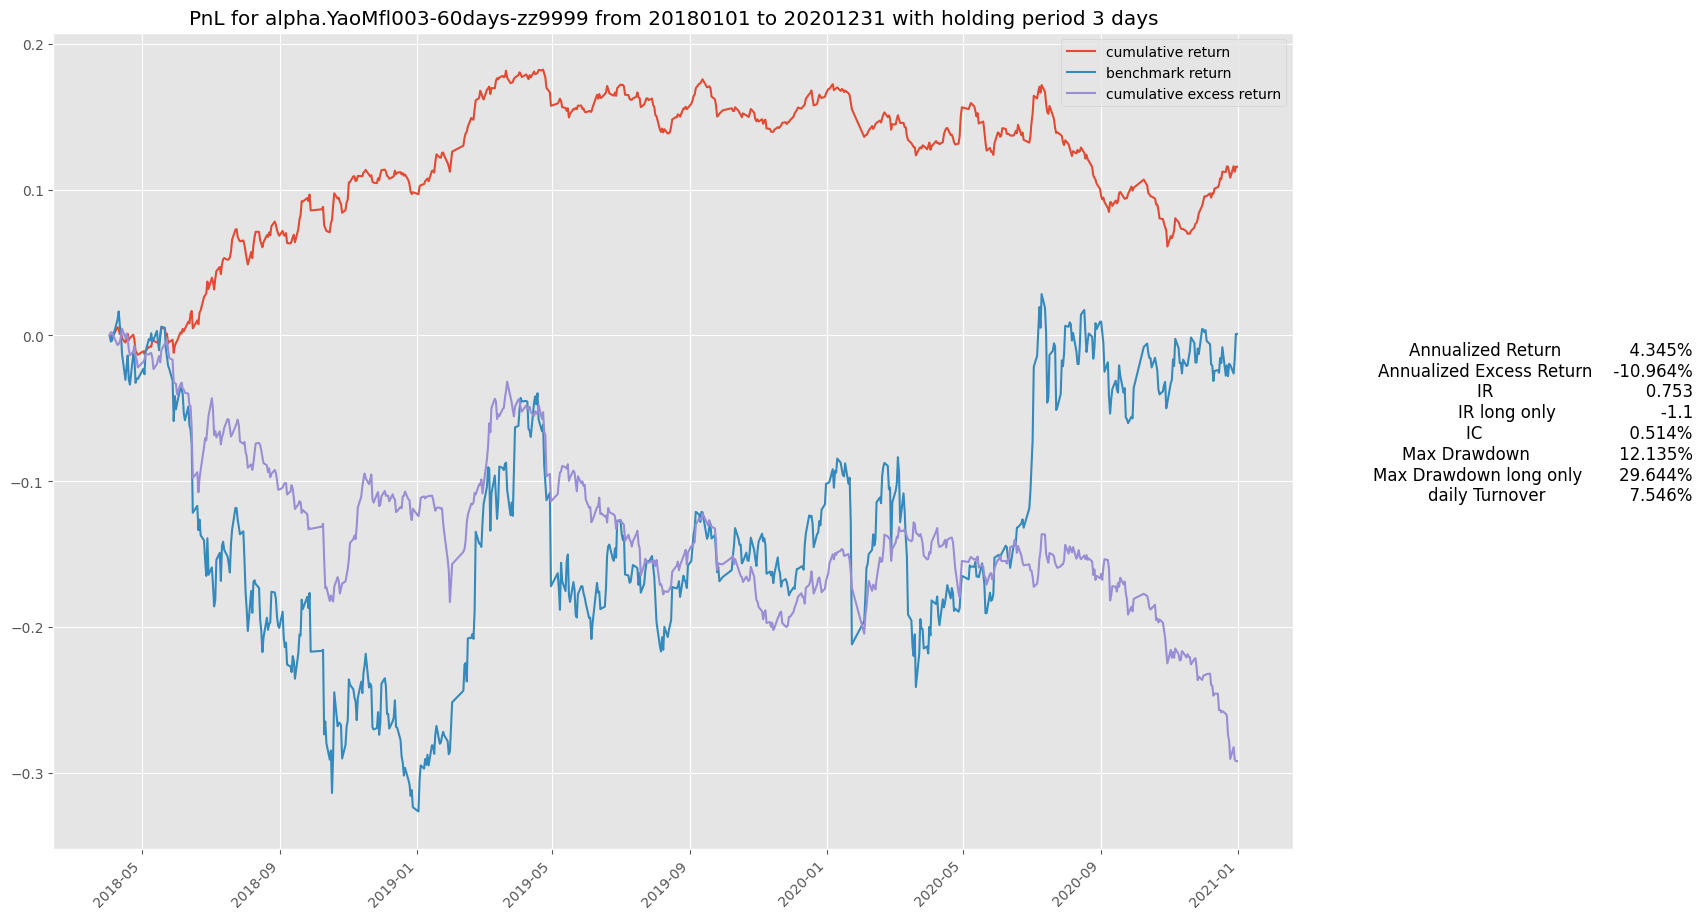 PnL for alpha.YaoMfl003-60days-zz9999 from 20180101 to 20201231 with holding period 3 days
cumulative return
benchmark return
cumulative excess return
0.2
0.1
0.0
−0.1
−0.2
−0.3
2018-05
2018-09
2019-01
2019-05
2019-09
2020-01
2020-05
2020-09
2021-01
Annualized Return 4.345%
Annualized Excess Return -10.964%
IR 0.753
IR long only -1.1
IC 0.514%
Max Drawdown 12.135%
Max Drawdown long only 29.644%
daily Turnover 7.546%